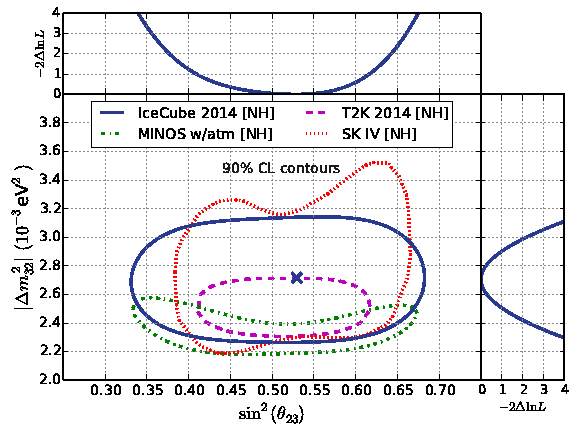 4
3
2
1
0
−2ΔlnL
IceCube 2014 [NH]
T2K 2014 [NH]
MINOS w/atm [NH]
SK IV [NH]
90% CL contours
3.8
3.6
3.4
3.2
3.0
2.8
2.6
2.4
2.2
2.0
|Δm²₃₂| (10⁻³ eV²)
0.30 0.35 0.40 0.45 0.50 0.55 0.60 0.65 0.70
sin²(θ₂₃)
0 1 2 3 4
−2ΔlnL